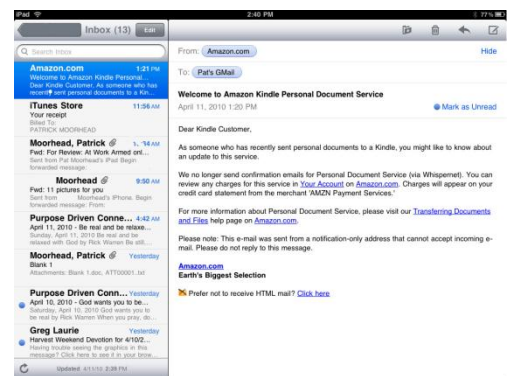 iPad
2:40 PM
77%
Inbox (13)
Edit
Search Inbox
Amazon.com 1:21 PM
Welcome to Amazon Kindle Personal...
Dear Kindle Customer, As someone who has
recently sent personal documents to a Kin...
iTunes Store 11:56 AM
Your receipt
Billed To:
PATRICK MOORHEAD
Moorhead, Patrick AM
Fwd: For Review: At Work Armed onl...
Sent from Pat Moorhead's iPad Begin
forwarded message:
Moorhead 9:50 AM
Fwd: 11 pictures for you
Sent from Moorhead's iPhone. Begin
forwarded message: From:
Purpose Driven Conne... 4:42 AM
April 11, 2010 - Be real and be relaxe...
Sunday, April 11, 2010 Be real and be
relaxed with God by Rick Warren Be still,...
Moorhead, Patrick Yesterday
Blank 1
Attachments: Blank 1.doc, ATT00001..txt
Purpose Driven Conn... Yesterday
April 10, 2010 - God wants you to be...
Saturday, April 10, 2010 God wants you to
be real by Rick Warren When you pray, do...
Greg Laurie Yesterday
Harvest Weekend Devotion for 4/10/2...
Having trouble seeing the graphics in this
message? Click here to see it in your brow...
Updated 4/11/10 2:39 PM
From: Amazon.com
Hide
To: Pat's GMail
Welcome to Amazon Kindle Personal Document Service
April 11, 2010 1:20 PM
Mark as Unread
Dear Kindle Customer,
As someone who has recently sent personal documents to a Kindle, you might like to know about
an update to this service.
We no longer send confirmation emails for Personal Document Service (via Whispernet). You can
review any charges for this service in Your Account on Amazon.com. Charges will appear on your
credit card statement from the merchant 'AMZN Payment Services.'
For more information about Personal Document Service, please visit our Transferring Documents
and Files help page on Amazon.com.
Please note: This e-mail was sent from a notification-only address that cannot accept incoming e-
mail. Please do not reply to this message.
Amazon.com
Earth's Biggest Selection
Prefer not to receive HTML mail? Click here